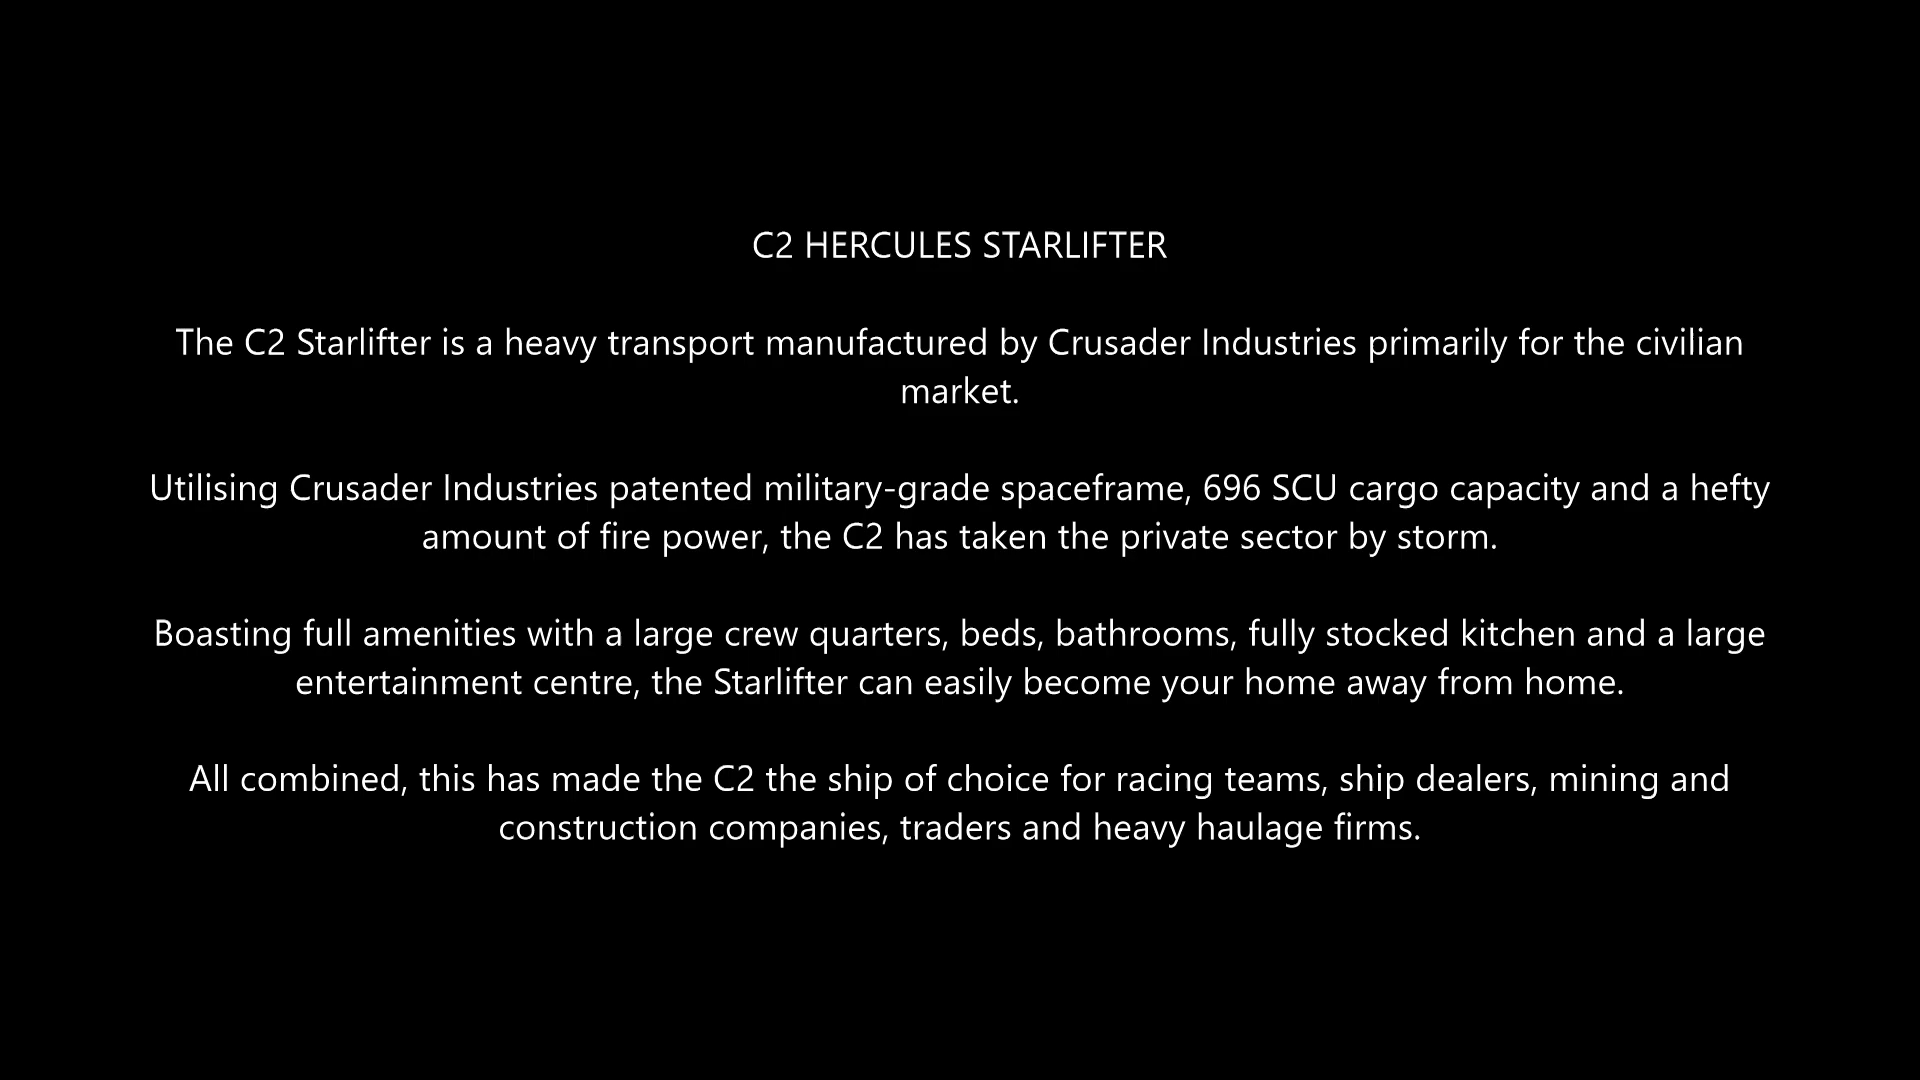 C2 HERCULES STARLIFTER
The C2 Starlifter is a heavy transport manufactured by Crusader Industries primarily for the civilian
market.
Utilising Crusader Industries patented military-grade spaceframe, 696 SCU cargo capacity and a hefty
amount of fire power, the C2 has taken the private sector by storm.
Boasting full amenities with a large crew quarters, beds, bathrooms, fully stocked kitchen and a large
entertainment centre, the Starlifter can easily become your home away from home.
All combined, this has made the C2 the ship of choice for racing teams, ship dealers, mining and
construction companies, traders and heavy haulage firms.